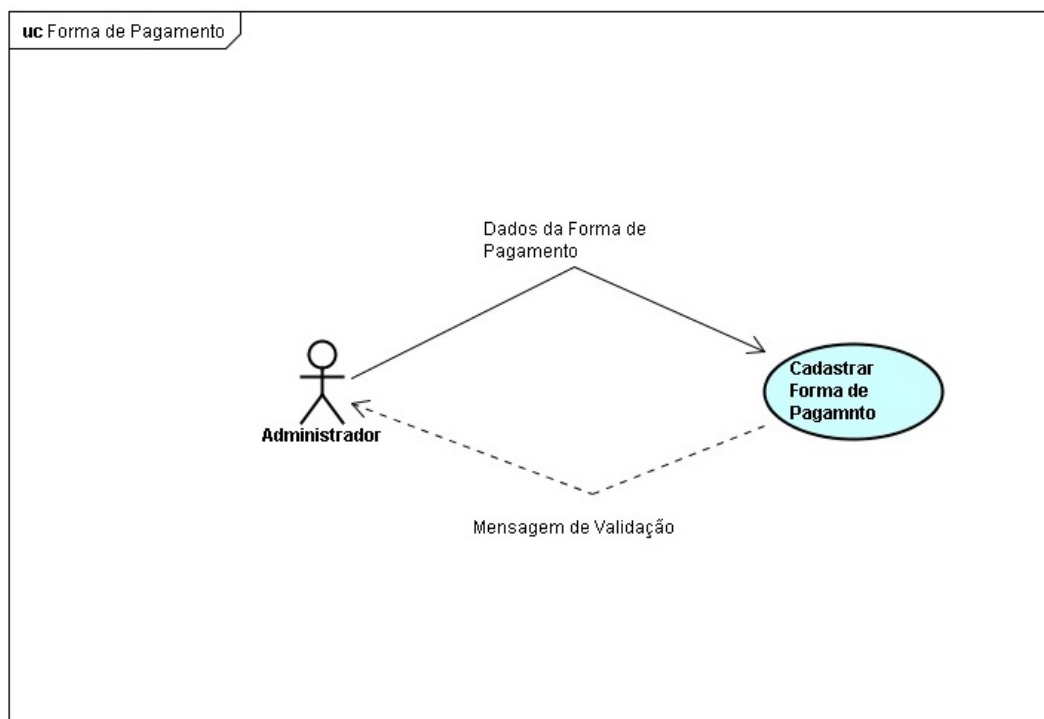 uc Forma de Pagamento
Dados da Forma de
Pagamento
Administrador
Cadastrar
Forma de
Pagamnto
Mensagem de Validação